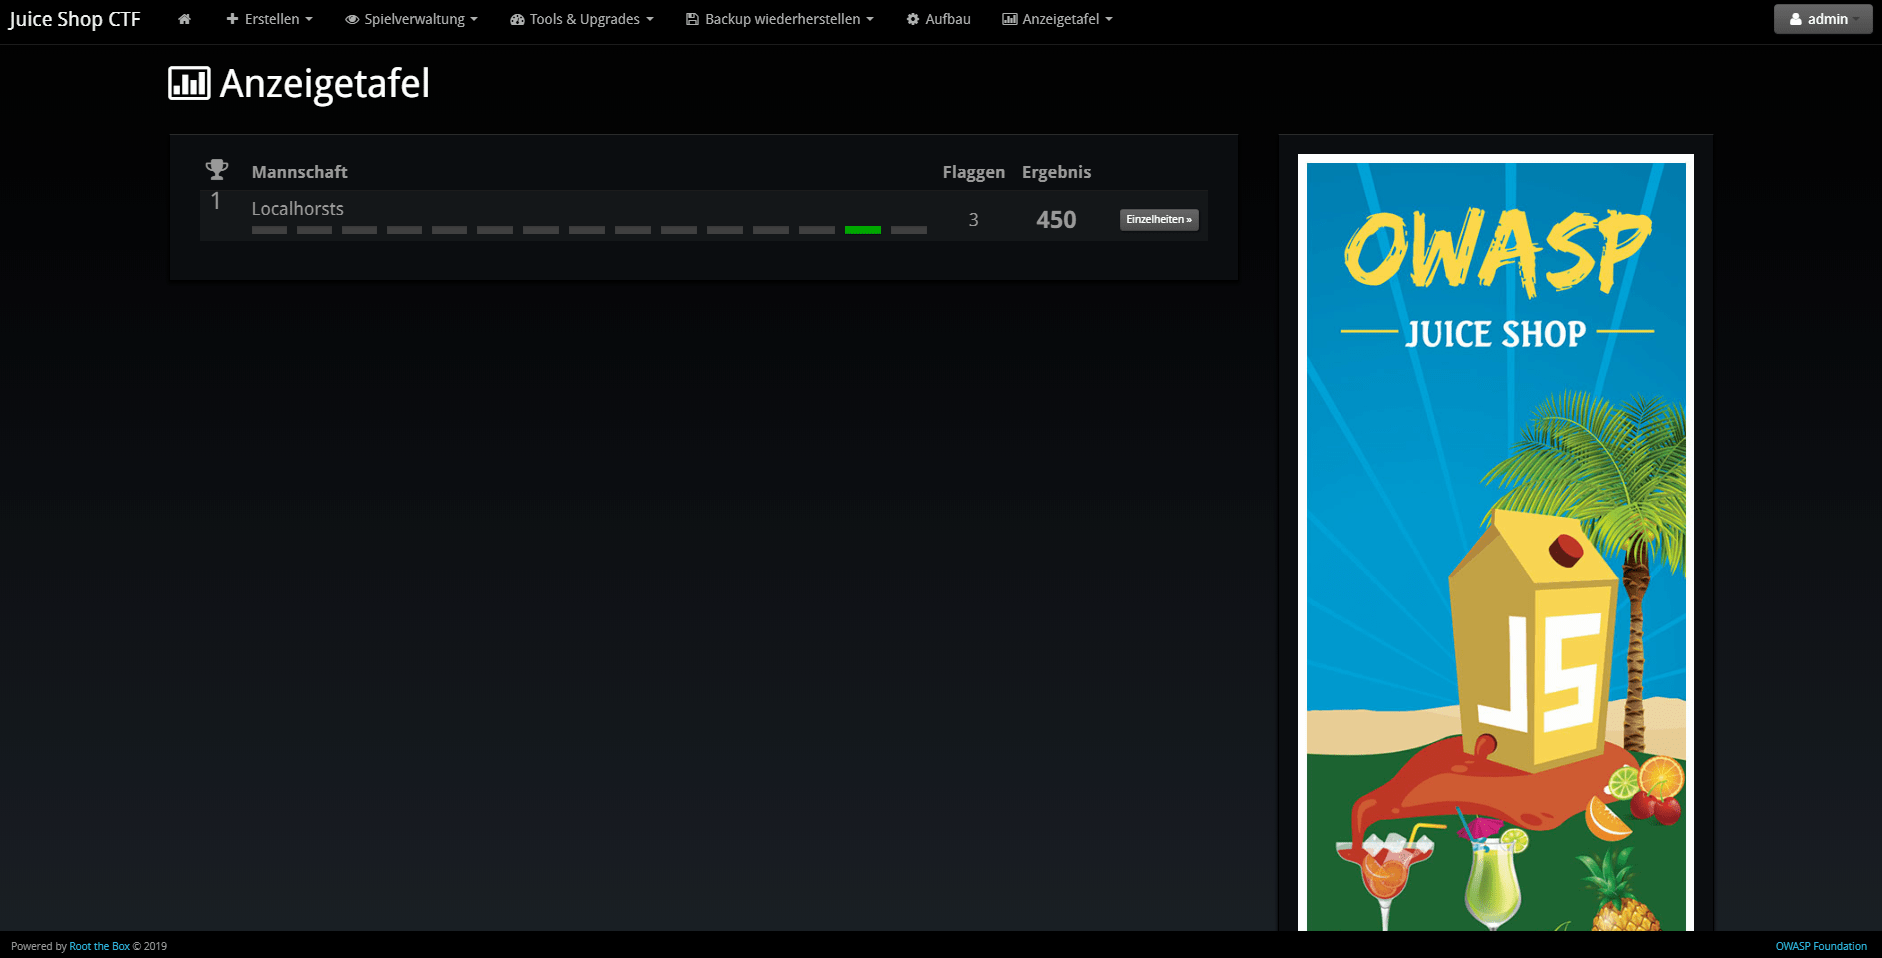 Juice Shop CTF Erstellen Spielverwaltung Tools & Upgrades Backup wiederherstellen Aufbau Anzeigetafel admin
Anzeigetafel
Mannschaft Flaggen Ergebnis
1 Localhorsts 3 450 Einzelheiten »
OWASP
JUICE SHOP
JS
Powered by Root the Box © 2019 OWASP Foundation